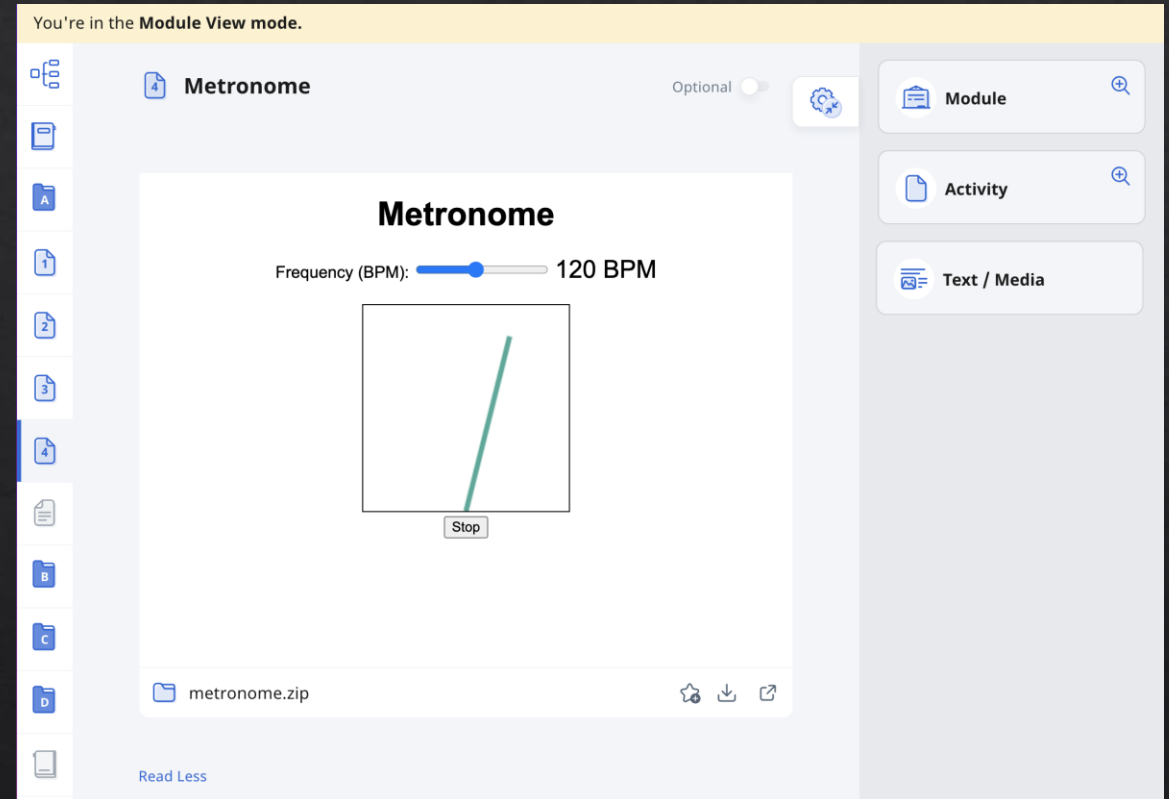 You're in the Module View mode.
4 Metronome
Optional
Module
A
Activity
1
Metronome
2
Frequency (BPM): 120 BPM
Text / Media
3
4
Stop
B
C
D
metronome.zip
Read Less